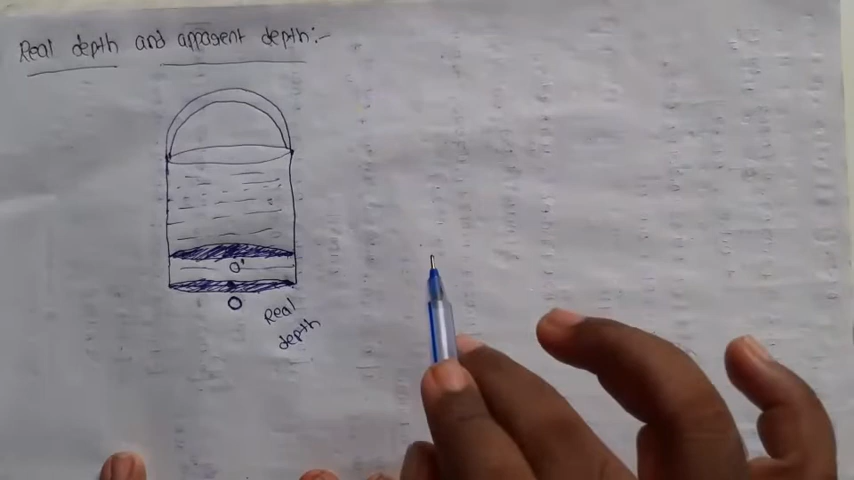 Real depth and apparent depth:-
O'
O
Real
depth